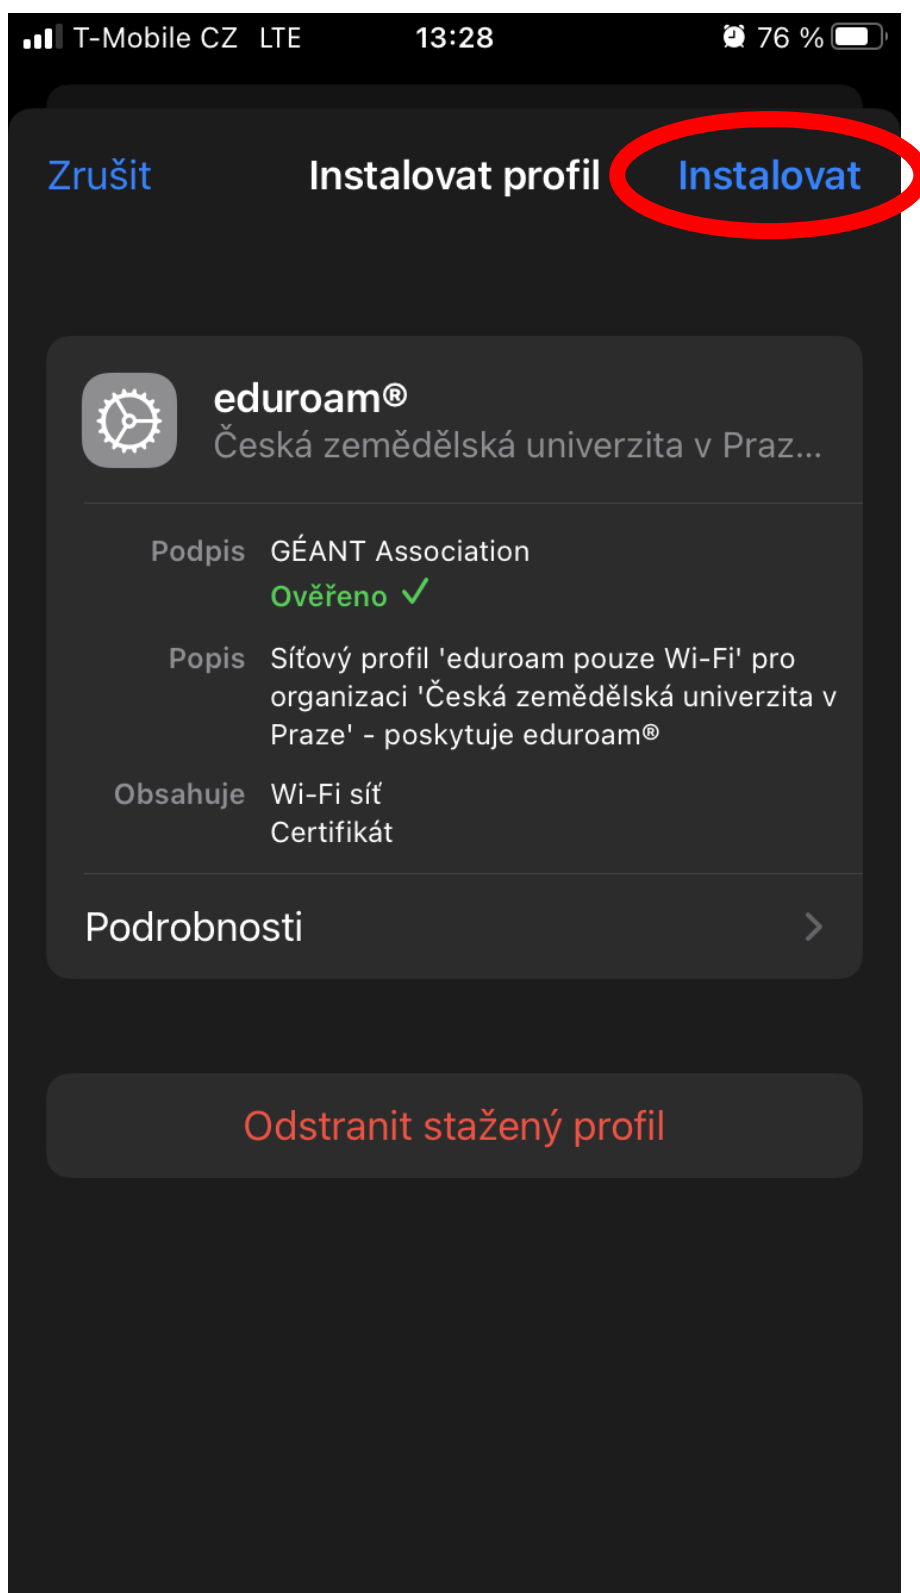 T-Mobile CZ LTE 13:28 76 %
Zrušit Instalovat profil Instalovat
eduroam®
Česká zemědělská univerzita v Praz...
Podpis GÉANT Association
Ověřeno ✓
Popis Síťový profil 'eduroam pouze Wi-Fi' pro
organizaci 'Česká zemědělská univerzita v
Praze' - poskytuje eduroam®
Obsahuje Wi-Fi síť
Certifikát
Podrobnosti
Odstranit stažený profil